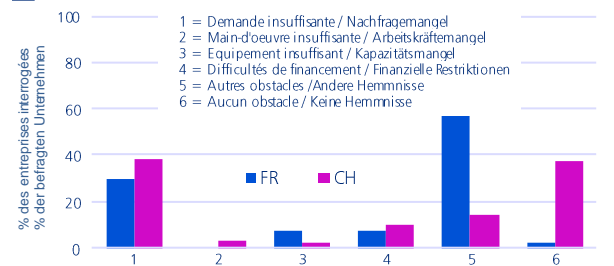 % des entreprises interrogées
% der befragten Unternehmen
100
80
60
40
20
0
1 = Demande insuffisante / Nachfragemangel
2 = Main-d'oeuvre insuffisante / Arbeitskräftemangel
3 = Equipement insuffisant / Kapazitätsmangel
4 = Difficultés de financement / Finanzielle Restriktionen
5 = Autres obstacles /Andere Hemmnisse
6 = Aucun obstacle / Keine Hemmnisse
FR CH
1 2 3 4 5 6